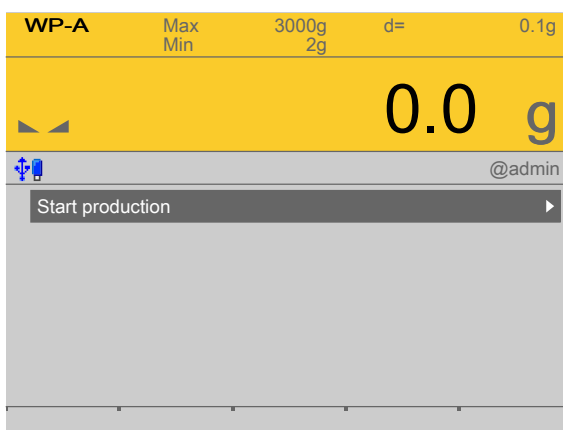 WP-A Max 3000g d= 0.1g
Min 2g
0.0 g
@admin
Start production